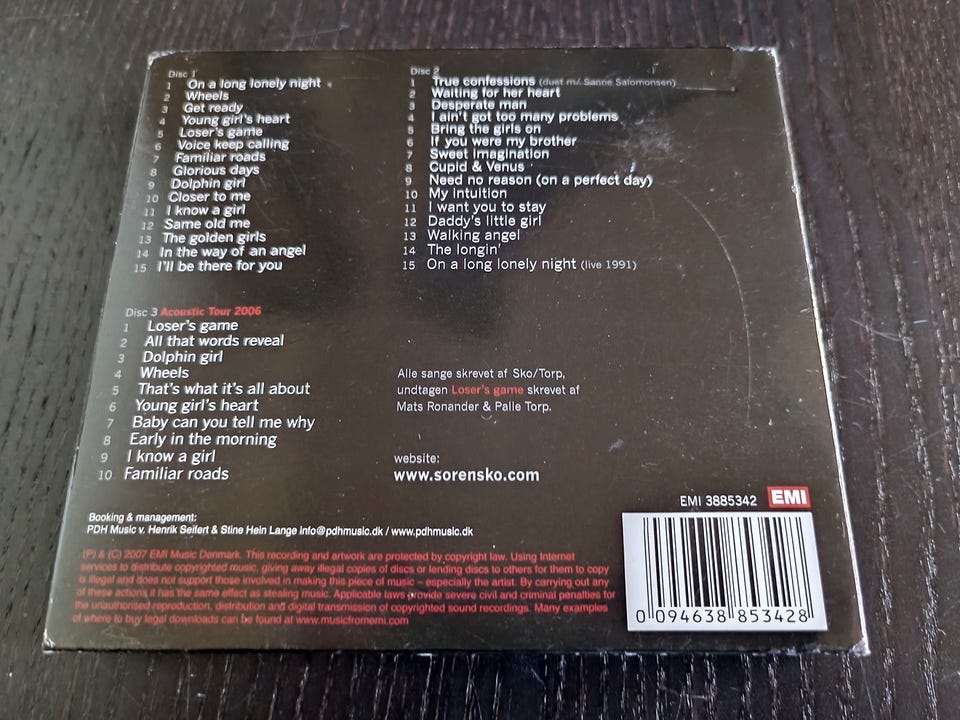 Disc 1
1 On a long lonely night
2 Wheels
3 Get ready
4 Young girl's heart
5 Loser's game
6 Voice keep calling
7 Familiar roads
8 Glorious days
9 Dolphin girl
10 Closer to me
11 I know a girl
12 Same old me
13 The golden girls
14 In the way of an angel
15 I'll be there for you
Disc 2
1 True confessions (duet m/ Sanne Salomonsen)
2 Waiting for her heart
3 Desperate man
4 I ain't got too many problems
5 Bring the girls on
6 If you were my brother
7 Sweet imagination
8 Cupid & Venus
9 Need no reason (on a perfect day)
10 My intuition
11 I want you to stay
12 Daddy's little girl
13 Walking angel
14 The longin'
15 On a long lonely night (live 1991)
Disc 3 Acoustic Tour 2006
1 Loser's game
2 All that words reveal
3 Dolphin girl
4 Wheels
5 That's what it's all about
6 Young girl's heart
7 Baby can you tell me why
8 Early in the morning
9 I know a girl
10 Familiar roads
Alle sange skrevet af Sko/Torp,
undtagen Loser's game skrevet af
Mats Ronander & Palle Torp.
website:
www.sorensko.com
Booking & management:
PDH Music v. Henrik Seifert & Stine Hein Lange info@pdhmusic.dk / www.pdhmusic.dk
(P) & (C) 2007 EMI Music Denmark. This recording and artwork are protected by copyright law. Using Internet
services to distribute copyrighted music, giving away illegal copies of discs or lending discs to others for them to copy
is illegal and does not support those involved in making this piece of music – especially the artist. By carrying out any
of these actions it has the same effect as stealing music. Applicable laws provide severe civil and criminal penalties for
the unauthorised reproduction, distribution and digital transmission of copyrighted sound recordings. Many examples
of where to buy legal downloads can be found at www.musicfromemi.com
EMI 3885342 EMI
0 094638 853428